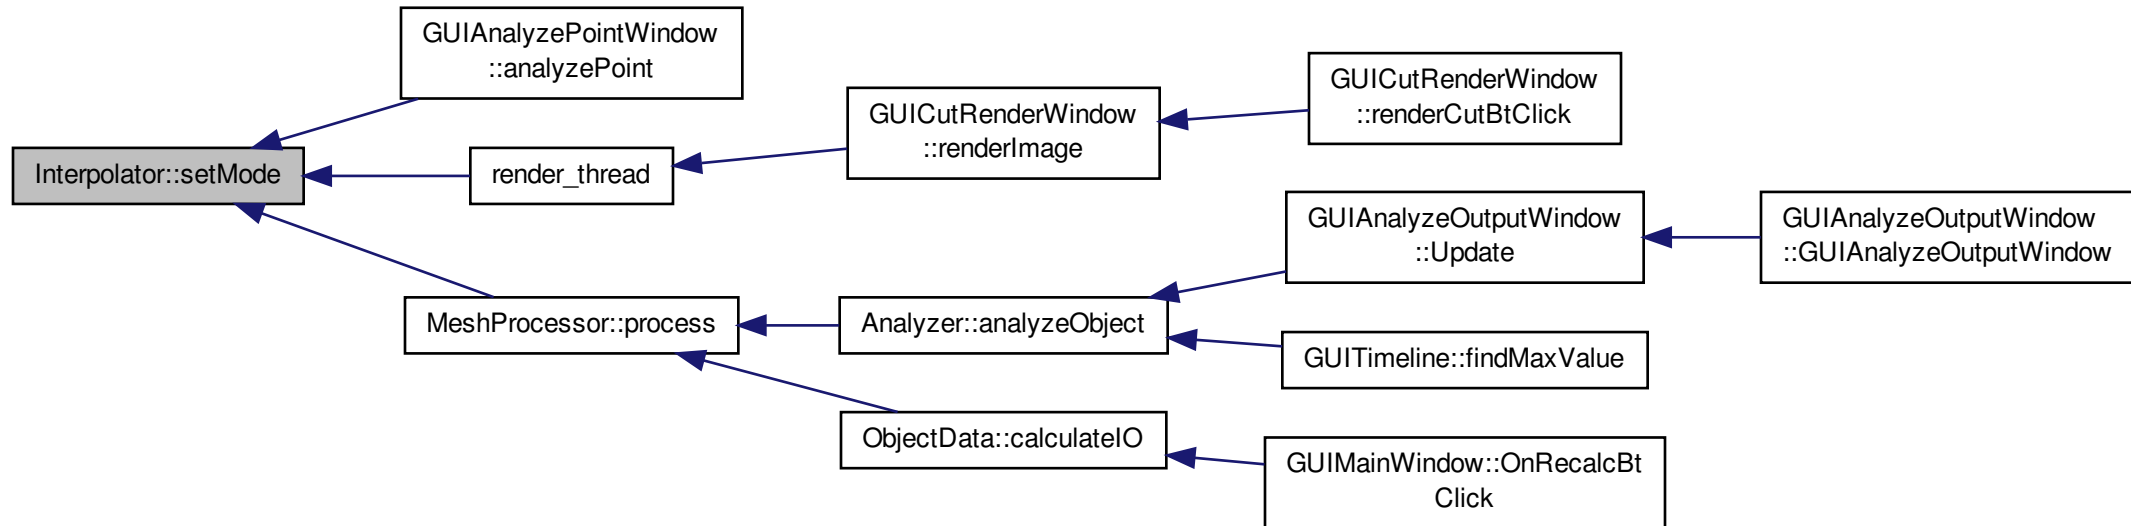 GUIAnalyzePointWindow
::analyzePoint
Interpolator::setMode
render_thread
GUICutRenderWindow
::renderImage
GUICutRenderWindow
::renderCutBtClick
MeshProcessor::process
Analyzer::analyzeObject
GUIAnalyzeOutputWindow
::Update
GUIAnalyzeOutputWindow
::GUIAnalyzeOutputWindow
GUITimeline::findMaxValue
ObjectData::calculateIO
GUIMainWindow::OnRecalcBt
Click